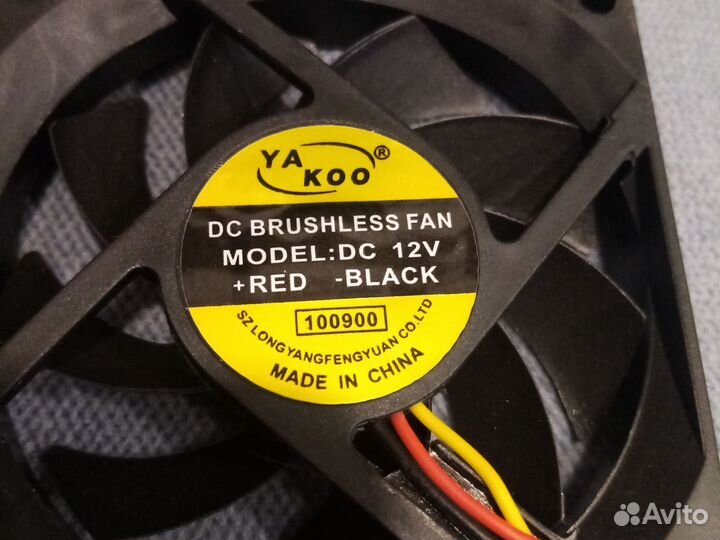 YA KOO ®
DC BRUSHLESS FAN
MODEL:DC 12V
+RED -BLACK
100900
SZ LONGYANGFENGYUAN CO.LTD
MADE IN CHINA
Avito